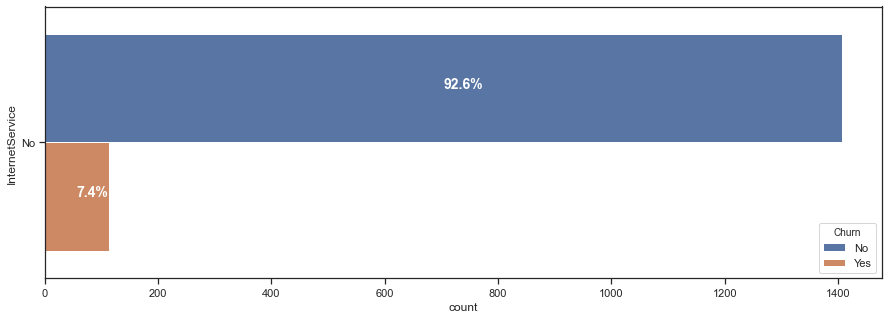 92.6%
InternetService
No
7.4%
Churn
No
Yes
0 200 400 600 800 1000 1200 1400
count